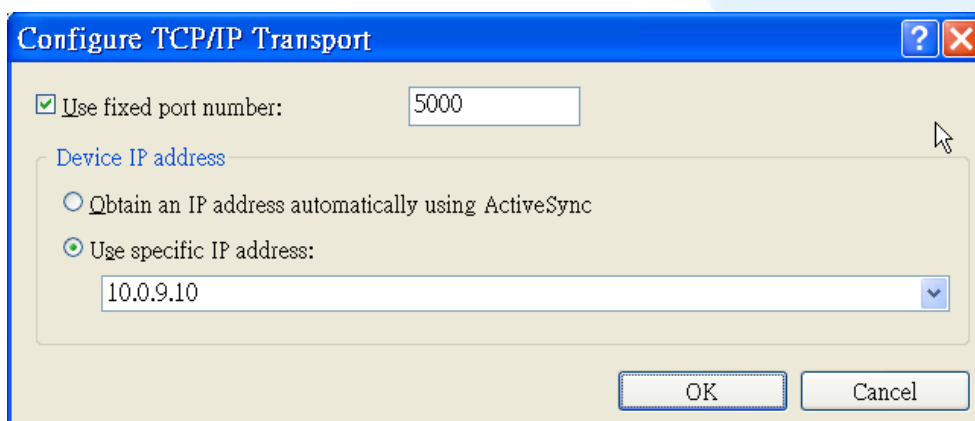 Configure TCP/IP Transport
Use fixed port number: 5000
Device IP address
Obtain an IP address automatically using ActiveSync
Use specific IP address:
10.0.9.10
OK Cancel